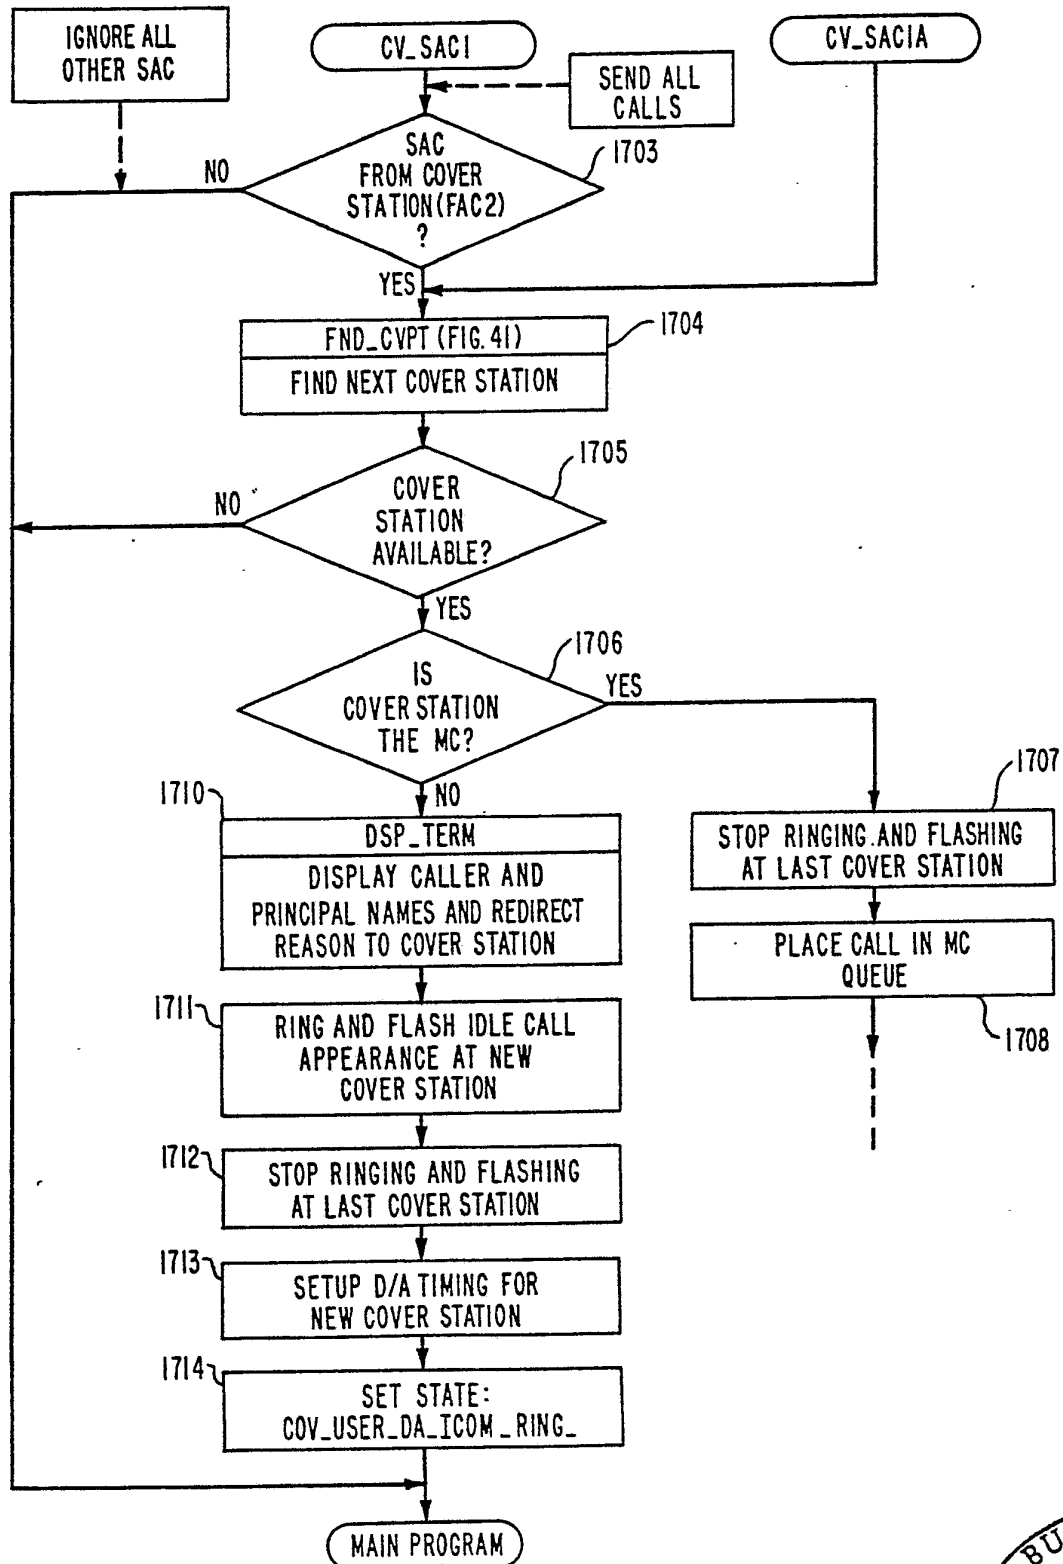 IGNORE ALL
OTHER SAC
CV_SAC1
CV_SAC1A
SEND ALL
CALLS
SAC
FROM COVER
STATION(FAC2)
?
1703
NO
YES
FND_CVPT (FIG. 41)
FIND NEXT COVER STATION
1704
COVER
STATION
AVAILABLE?
1705
NO
YES
IS
COVER STATION
THE MC?
1706
YES
NO
1707
STOP RINGING AND FLASHING
AT LAST COVER STATION
PLACE CALL IN MC
QUEUE
1708
1710
DSP_TERM
DISPLAY CALLER AND
PRINCIPAL NAMES AND REDIRECT
REASON TO COVER STATION
1711
RING AND FLASH IDLE CALL
APPEARANCE AT NEW
COVER STATION
1712
STOP RINGING AND FLASHING
AT LAST COVER STATION
1713
SETUP D/A TIMING FOR
NEW COVER STATION
1714
SET STATE:
COV_USER_DA_ICOM_RING_
MAIN PROGRAM
BU